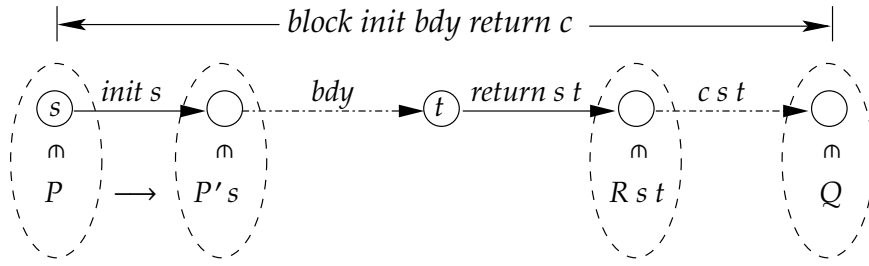 block init bdy return c
s init s bdy t return s t c s t
⋒ ⋒ ⋒ ⋒
P ⟶ P' s R s t Q